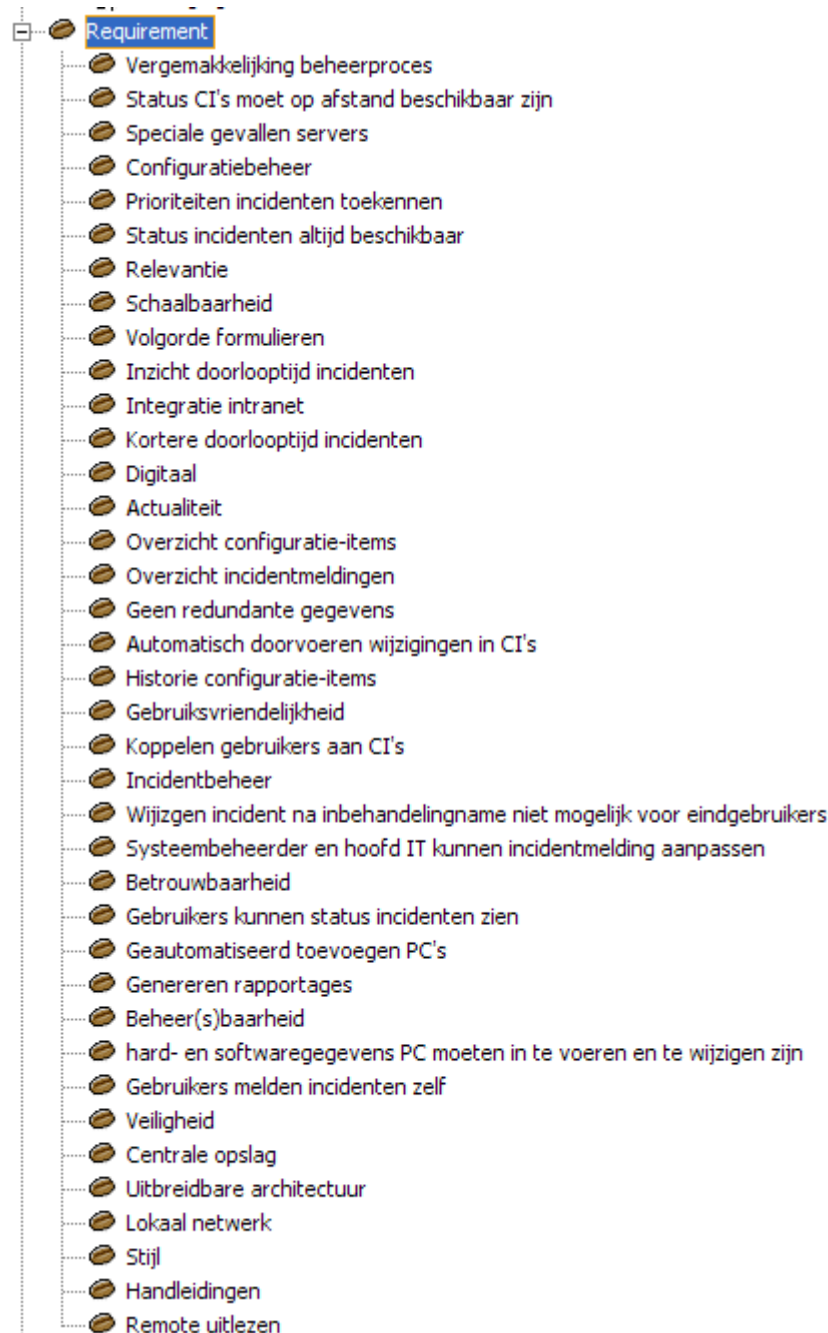 Requirement
Vergemakkelijking beheerproces
Status CI's moet op afstand beschikbaar zijn
Speciale gevallen servers
Configuratiebeheer
Prioriteiten incidenten toekennen
Status incidenten altijd beschikbaar
Relevantie
Schaalbaarheid
Volgorde formulieren
Inzicht doorlooptijd incidenten
Integratie intranet
Kortere doorlooptijd incidenten
Digitaal
Actualiteit
Overzicht configuratie-items
Overzicht incidentmeldingen
Geen redundante gegevens
Automatisch doorvoeren wijzigingen in CI's
Historie configuratie-items
Gebruiksvriendelijkheid
Koppelen gebruikers aan CI's
Incidentbeheer
Wijizgen incident na inbehandelingname niet mogelijk voor eindgebruikers
Systeembeheerder en hoofd IT kunnen incidentmelding aanpassen
Betrouwbaarheid
Gebruikers kunnen status incidenten zien
Geautomatiseerd toevoegen PC's
Genereren rapportages
Beheer(s)baarheid
hard- en softwaregegevens PC moeten in te voeren en te wijzigen zijn
Gebruikers melden incidenten zelf
Veiligheid
Centrale opslag
Uitbreidbare architectuur
Lokaal netwerk
Stijl
Handleidingen
Remote uitlezen